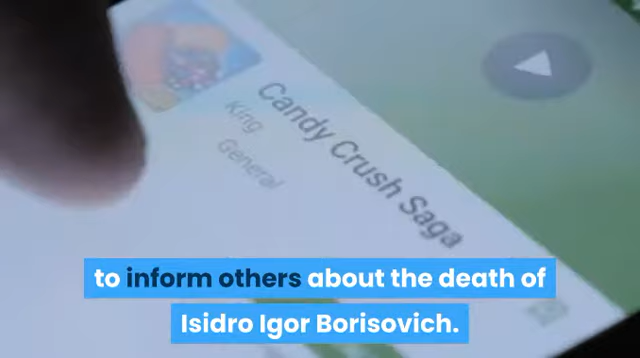 Candy Crush Saga
King
General
to inform others about the death of
Isidro Igor Borisovich.